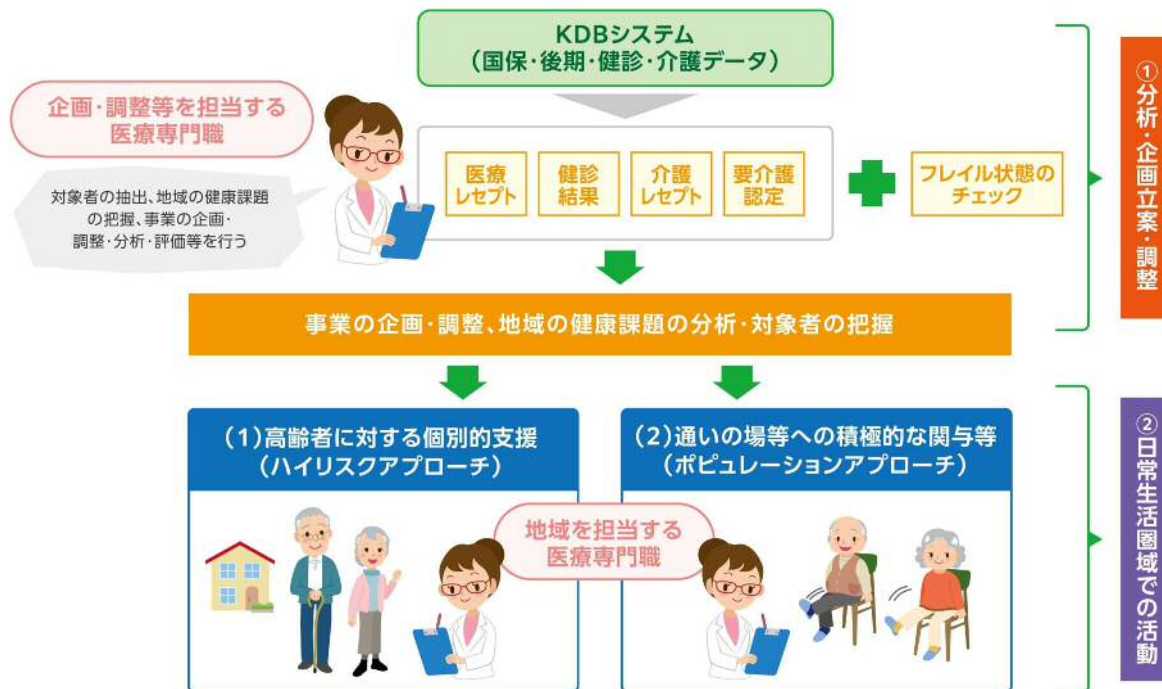 KDBシステム
(国保・後期・健診・介護データ)
企画・調整等を担当する
医療専門職
対象者の抽出、地域の健康課題
の把握、事業の企画・
調整・分析・評価等を行う
医療
レセプト
健診
結果
介護
レセプト
要介護
認定
フレイル状態の
チェック
①分析・企画立案・調整
事業の企画・調整、地域の健康課題の分析・対象者の把握
(1)高齢者に対する個別的支援
(ハイリスクアプローチ)
(2)通いの場等への積極的な関与等
(ポピュレーションアプローチ)
地域を担当する
医療専門職
②日常生活圏域での活動